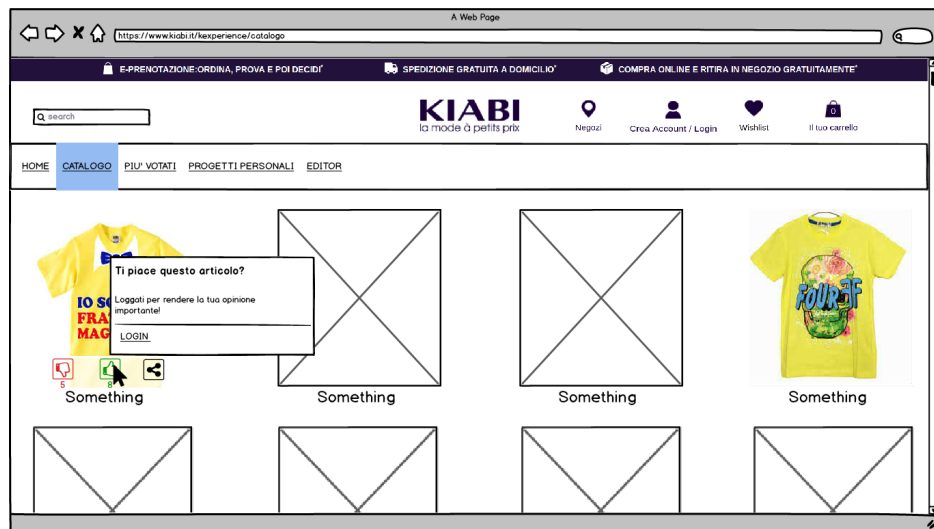 A Web Page
https://www.kiabi.it/kexperience/catalogo
E-PRENOTAZIONE:ORDINA, PROVA E POI DECIDI*
SPEDIZIONE GRATUITA A DOMICILIO*
COMPRA ONLINE E RITIRA IN NEGOZIO GRATUITAMENTE*
search
KIABI
la mode à petits prix
Negozi
Crea Account / Login
Wishlist
0
Il tuo carrello
HOME CATALOGO PIU' VOTATI PROGETTI PERSONALI EDITOR
IO SO
FRA
MAG
Ti piace questo articolo?
Loggati per rendere la tua opinione
importante!
LOGIN
5
8
FOUR
Something
Something
Something
Something